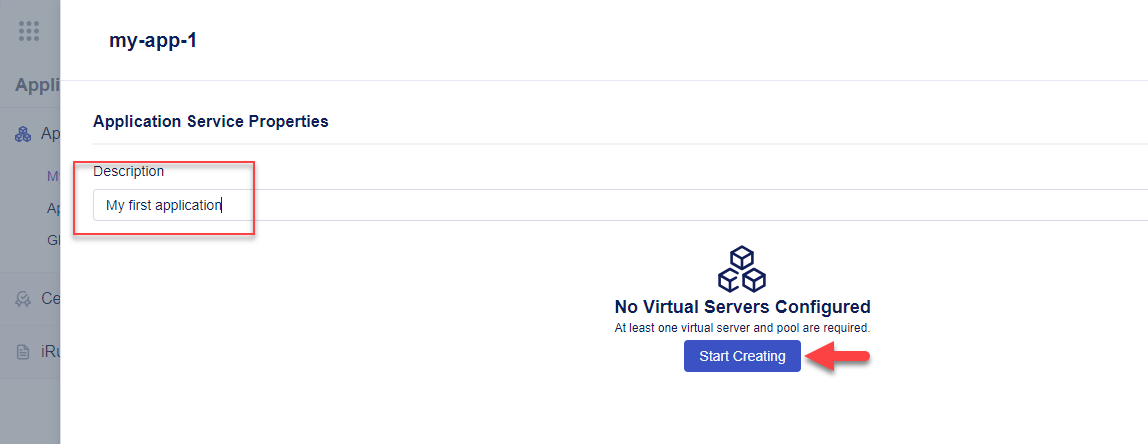 my-app-1
Appli
Application Service Properties
Ap
Description
M
My first application
Ap
Gl
No Virtual Servers Configured
At least one virtual server and pool are required.
Start Creating
Ce
iRu